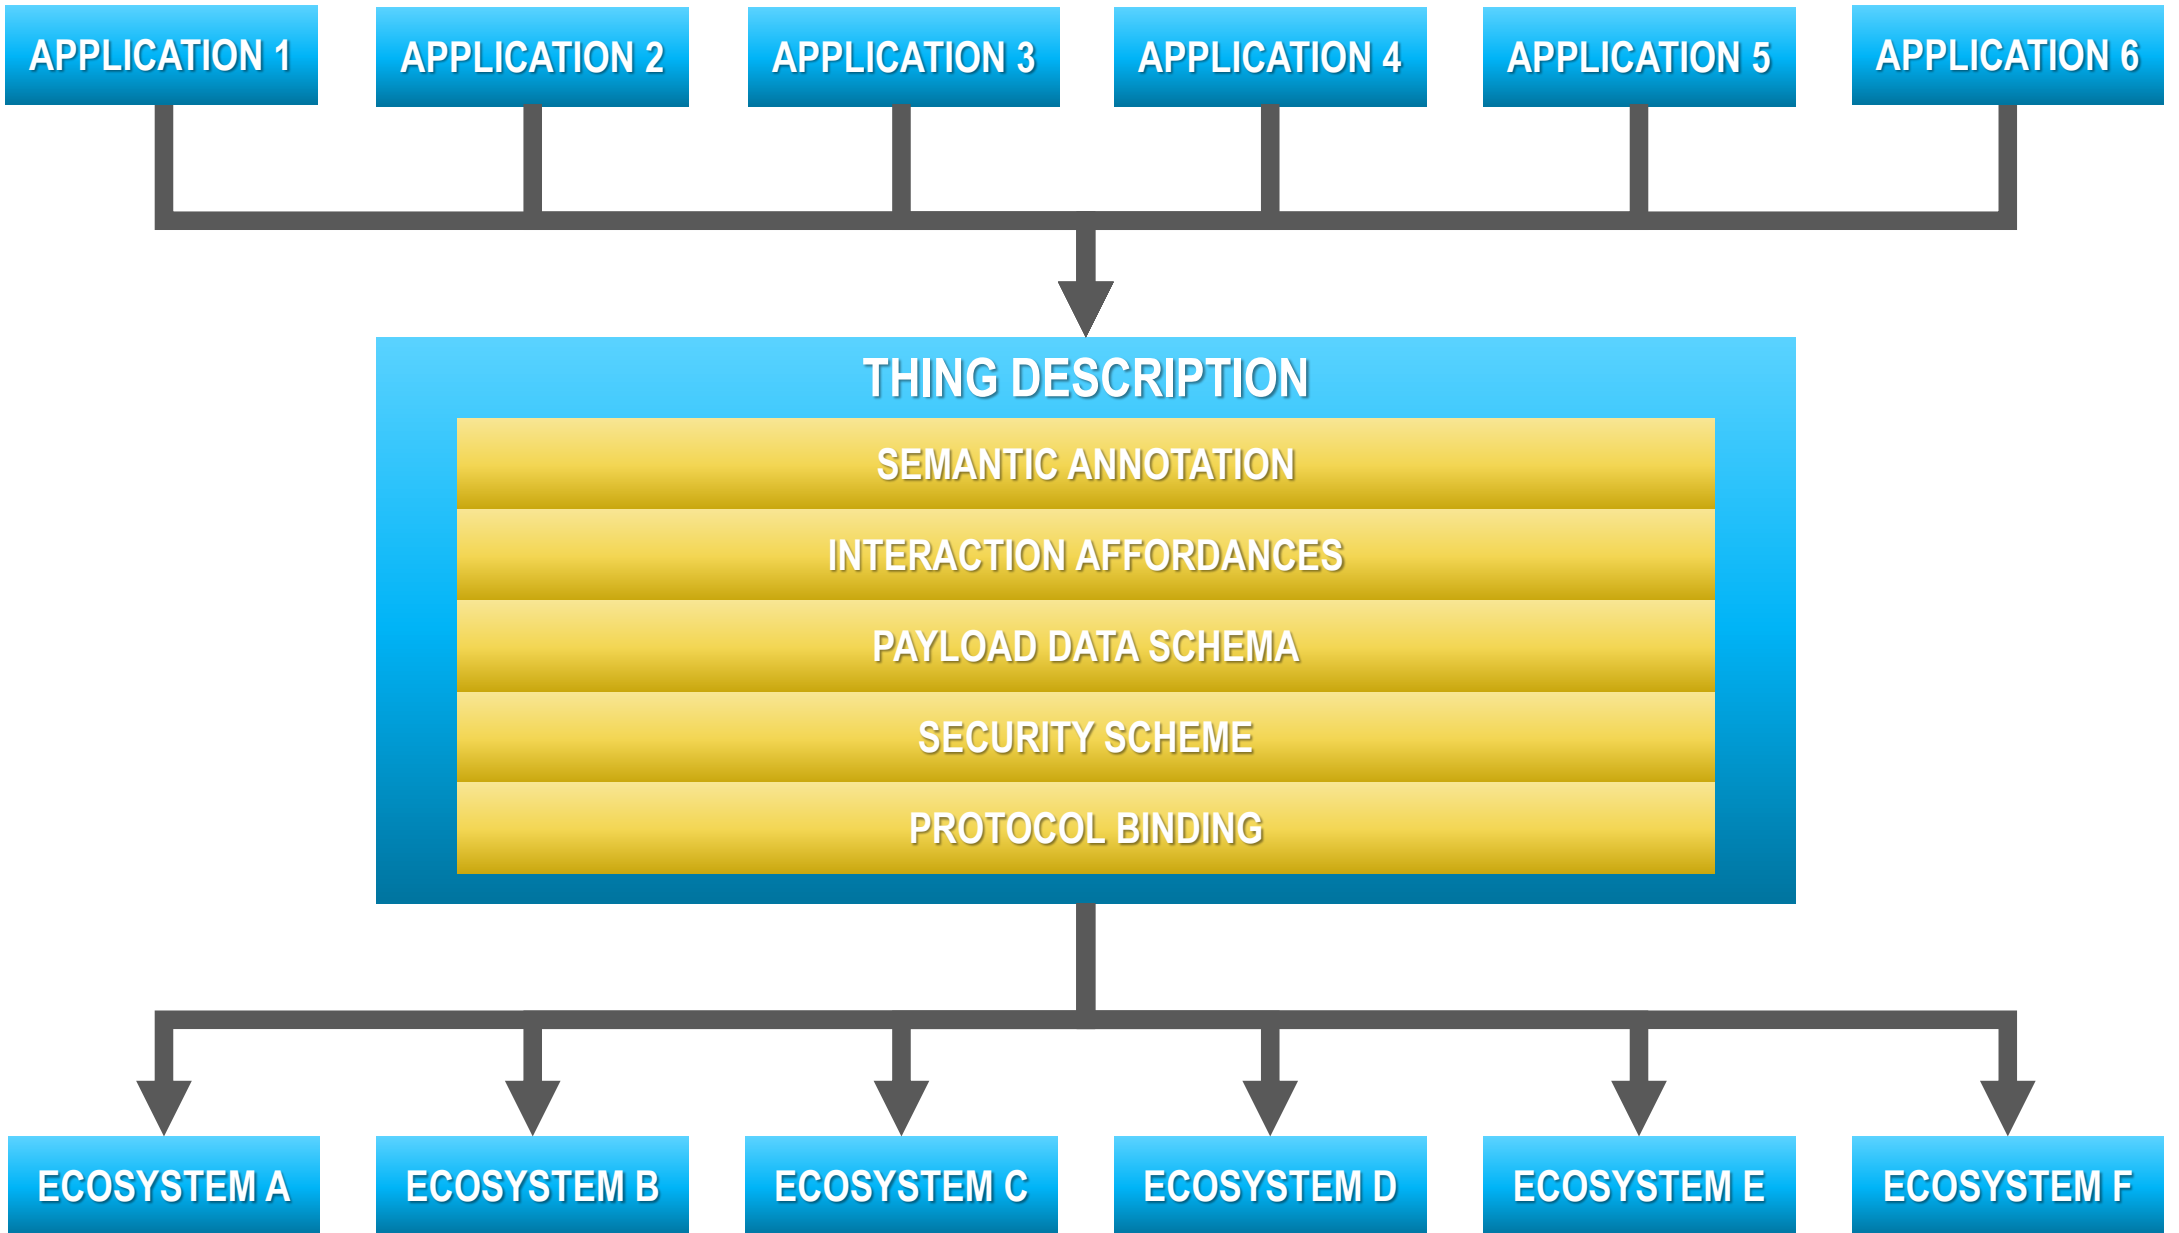 APPLICATION 1
APPLICATION 2
APPLICATION 3
APPLICATION 4
APPLICATION 5
APPLICATION 6
THING DESCRIPTION
SEMANTIC ANNOTATION
INTERACTION AFFORDANCES
PAYLOAD DATA SCHEMA
SECURITY SCHEME
PROTOCOL BINDING
ECOSYSTEM A
ECOSYSTEM B
ECOSYSTEM C
ECOSYSTEM D
ECOSYSTEM E
ECOSYSTEM F